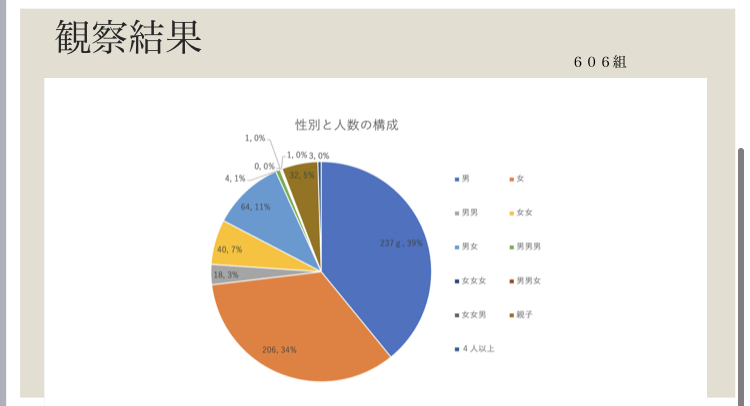 観察結果
６０６組
性別と人数の構成
1, 0%
1, 0%
3, 0%
0, 0%
32, 5%
4, 1%
64, 11%
237ｇ, 39%
40, 7%
18, 3%
206, 34%
男
女
男男
女女
男女
男男男
女女女
男男女
女女男
親子
４人以上